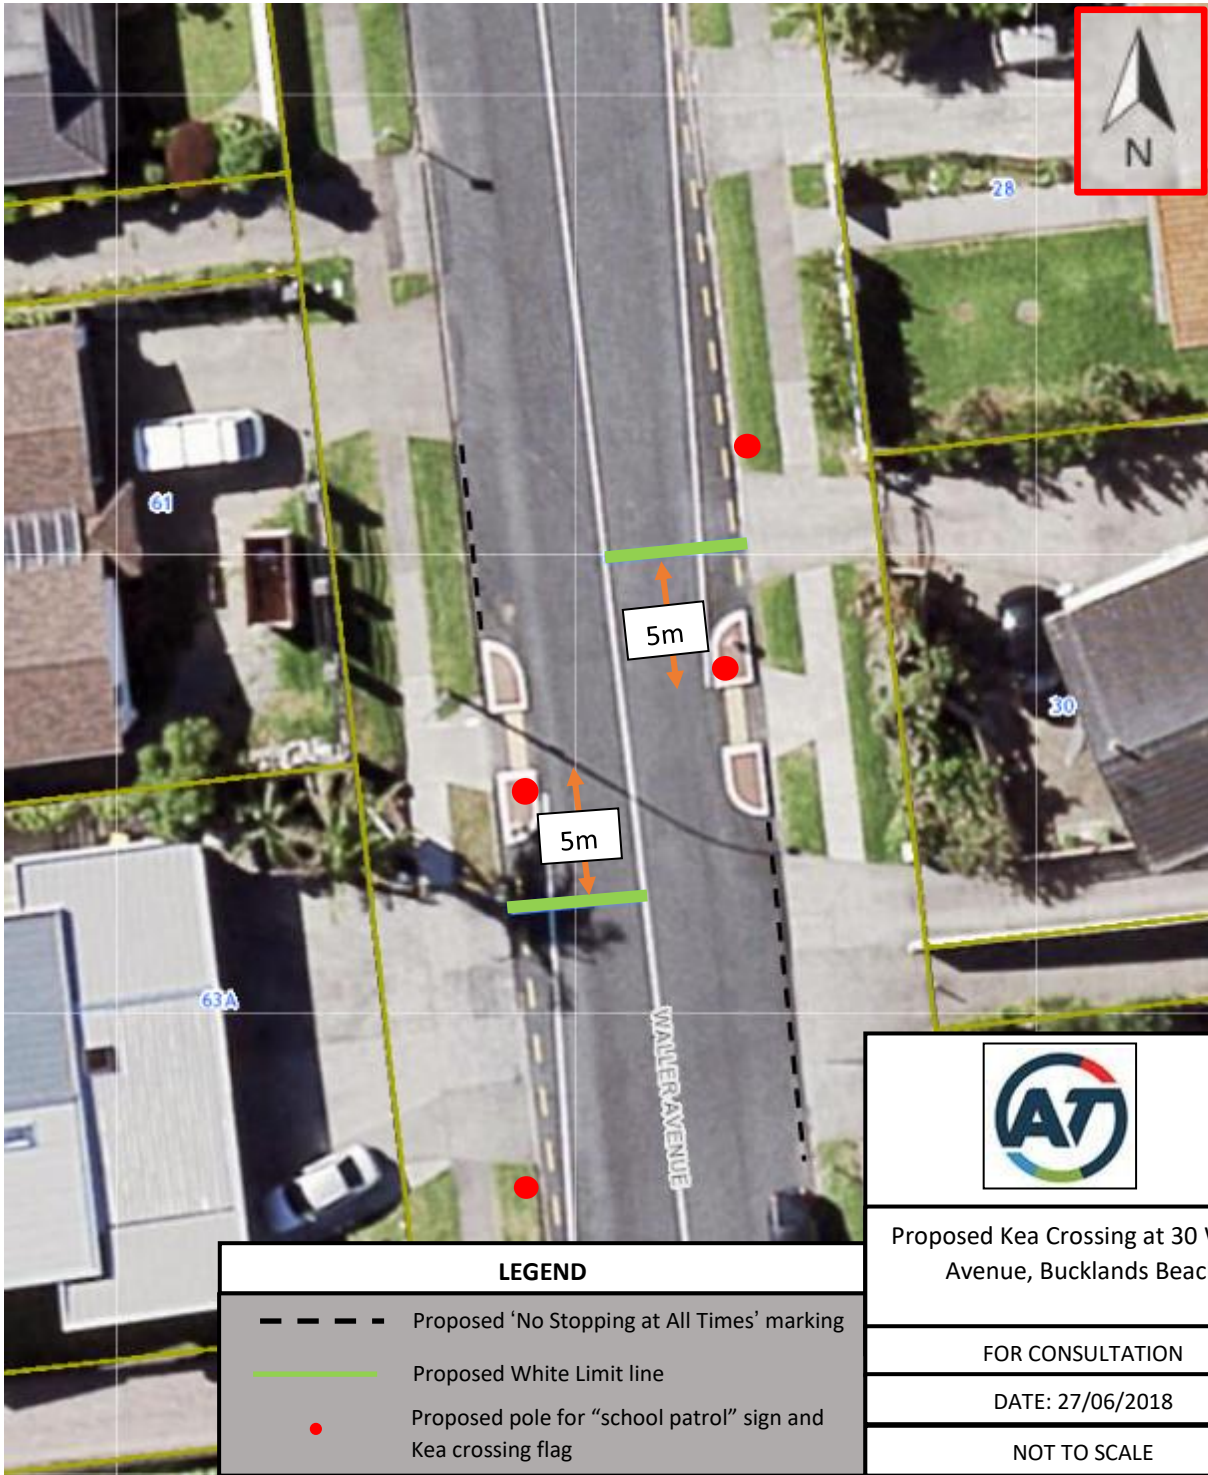 N
28
61
5m
30
5m
63A
WALLER AVENUE
AT
Proposed Kea Crossing at 30
Avenue, Bucklands
FOR CONSULTATION
DATE: 27/06/2018
NOT TO SCALE
LEGEND
Proposed ‘No Stopping at All Times’ marking
Proposed White Limit line
Proposed pole for “school patrol” sign and
Kea crossing flag